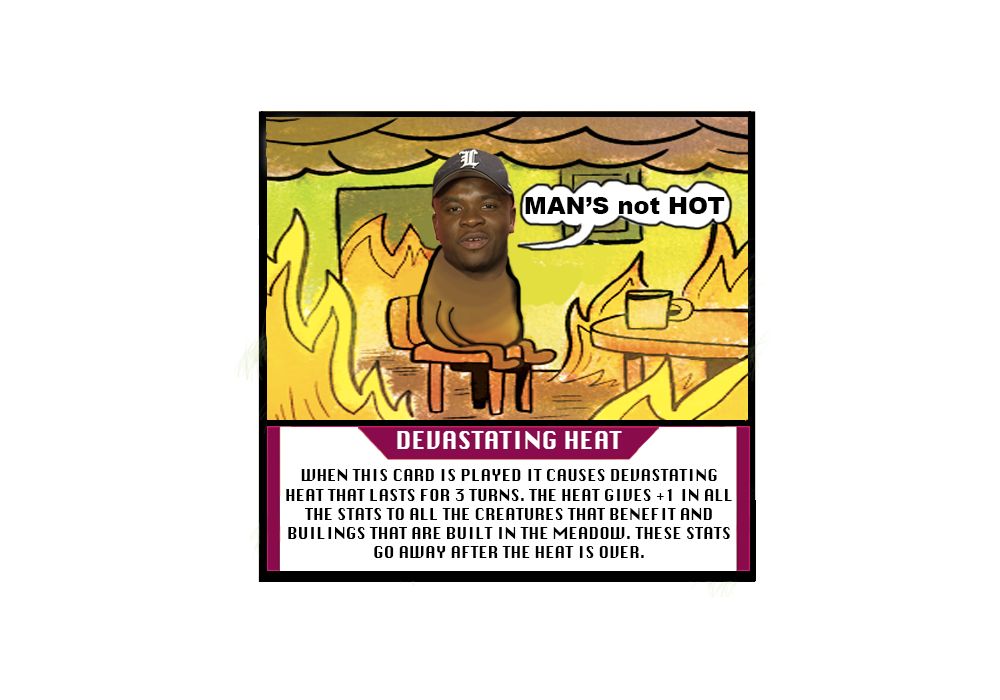 L
MAN'S not HOT
DEVASTATING HEAT
WHEN THIS CARD IS PLAYED IT CAUSES DEVASTATING
HEAT THAT LASTS FOR 3 TURNS. THE HEAT GIVES +1 IN ALL
THE STATS TO ALL THE CREATURES THAT BENEFIT AND
BUILINGS THAT ARE BUILT IN THE MEADOW. THESE STATS
GO AWAY AFTER THE HEAT IS OVER.